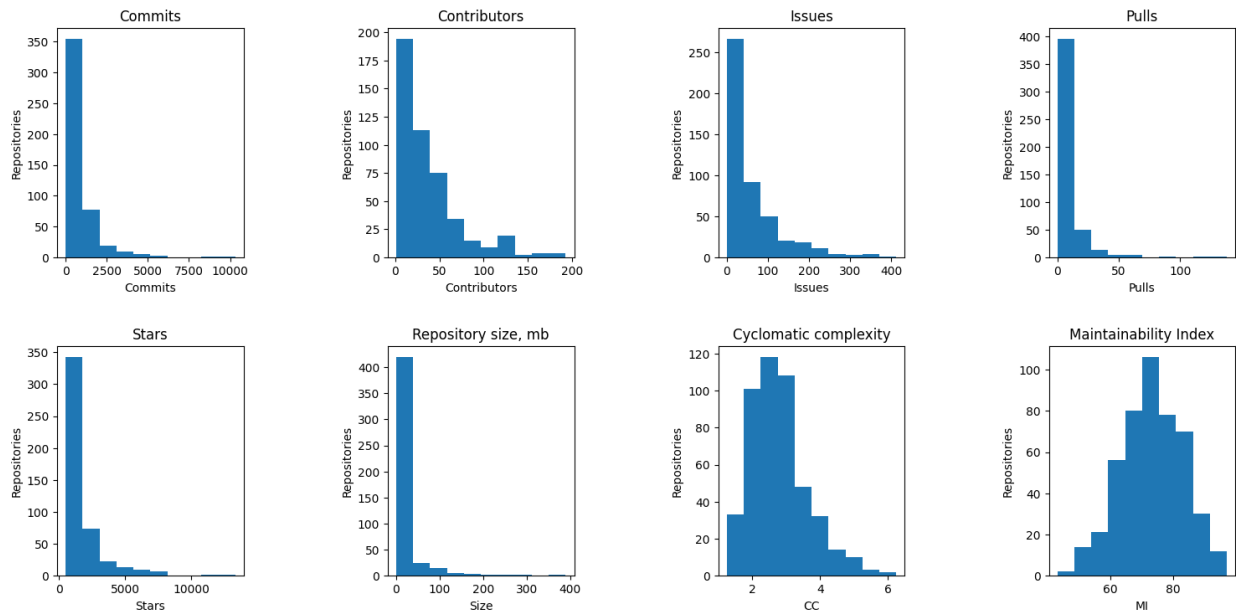 Commits
Repositories
350
300
250
200
150
100
50
0
0 2500 5000 7500 10000
Commits
Contributors
Repositories
200
175
150
125
100
75
50
25
0
0 50 100 150 200
Contributors
Issues
Repositories
250
200
150
100
50
0
0 100 200 300 400
Issues
Pulls
Repositories
400
350
300
250
200
150
100
50
0
0 50 100
Pulls
Stars
Repositories
350
300
250
200
150
100
50
0
0 5000 10000
Stars
Repository size, mb
Repositories
400
350
300
250
200
150
100
50
0
0 100 200 300 400
Size
Cyclomatic complexity
Repositories
120
100
80
60
40
20
0
2 4 6
CC
Maintainability Index
Repositories
100
80
60
40
20
0
60 80
MI